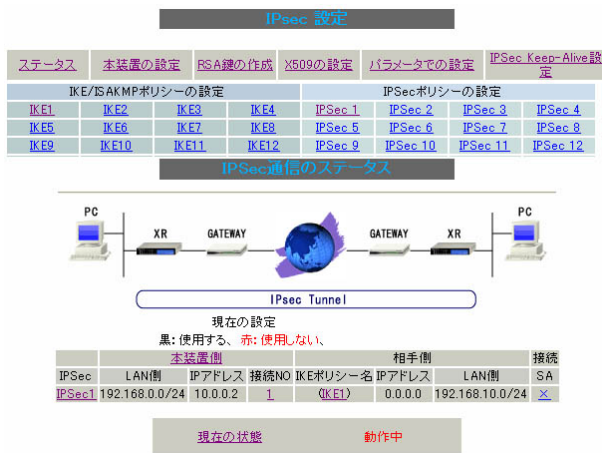 IPsec 設定
ステータス 本装置の設定 RSA鍵の作成 X509の設定 パラメータでの設定 IPSec Keep-Alive設定
IKE/ISAKMPポリシーの設定 IPSecポリシーの設定
IKE1 IKE2 IKE3 IKE4 IPSec 1 IPSec 2 IPSec 3 IPSec 4
IKE5 IKE6 IKE7 IKE8 IPSec 5 IPSec 6 IPSec 7 IPSec 8
IKE9 IKE10 IKE11 IKE12 IPSec 9 IPSec 10 IPSec 11 IPSec 12
IPSec通信のステータス
PC XR GATEWAY GATEWAY XR PC
IPsec Tunnel
現在の設定
黒:使用する、 赤:使用しない、
本装置側 相手側 接続
IPSec LAN側 IPアドレス 接続NO IKEポリシー名 IPアドレス LAN側 SA
IPSec1 192.168.0.0/24 10.0.0.2 1 (IKE1) 0.0.0.0 192.168.10.0/24 ×
現在の状態 動作中